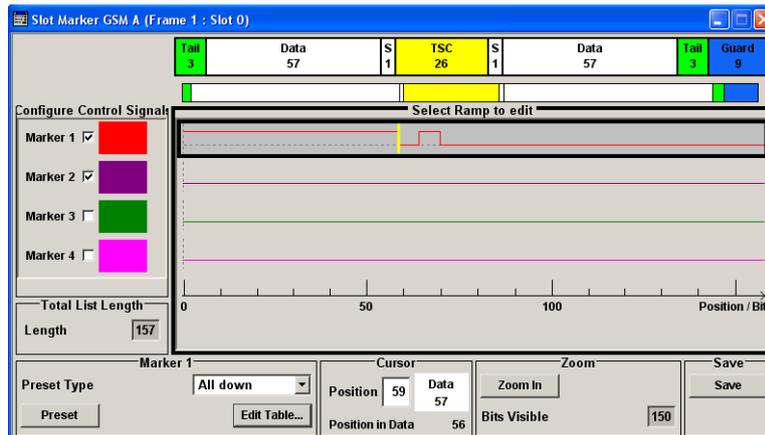 Slot Marker GSM A (Frame 1 : Slot 0)
Tail Data S TSC S Data Tail Guard
3 57 1 26 1 57 3 9
Configure Control Signals
Select Ramp to edit
Marker 1
Marker 2
Marker 3
Marker 4
0 50 100 Position / Bit
Total List Length
Length 157
Marker 1
Preset Type All down
Preset Edit Table...
Cursor
Position 59 Data
57
Position in Data 56
Zoom
Zoom In
Bits Visible 150
Save
Save